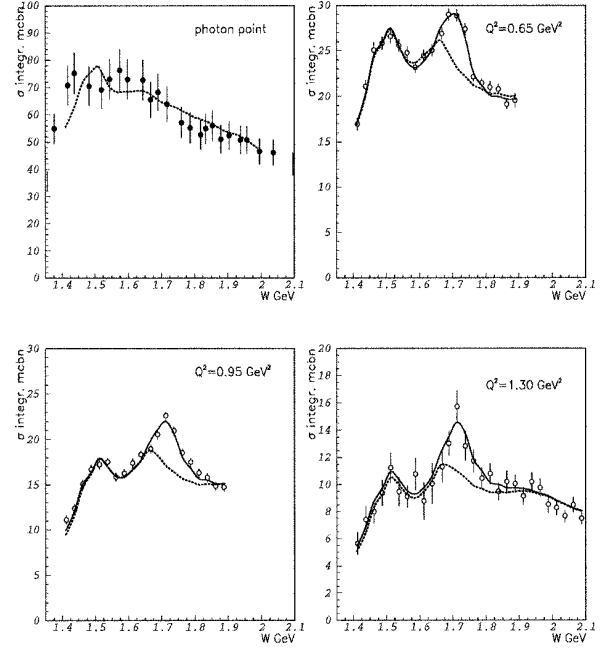 σ integr. mcbn
100
90
80
70
60
50
40
30
20
10
0
photon point
1.4 1.5 1.6 1.7 1.8 1.9 2 2.1
W GeV
σ integr. mcbn
30
25
20
15
10
5
0
Q²=0.65 GeV²
1.4 1.5 1.6 1.7 1.8 1.9 2 2.1
W GeV
σ integr. mcbn
30
25
20
15
10
5
0
Q²=0.95 GeV²
1.4 1.5 1.6 1.7 1.8 1.9 2 2.1
W GeV
σ integr. mcbn
20
18
16
14
12
10
8
6
4
2
0
Q²=1.30 GeV²
1.4 1.5 1.6 1.7 1.8 1.9 2 2.1
W GeV